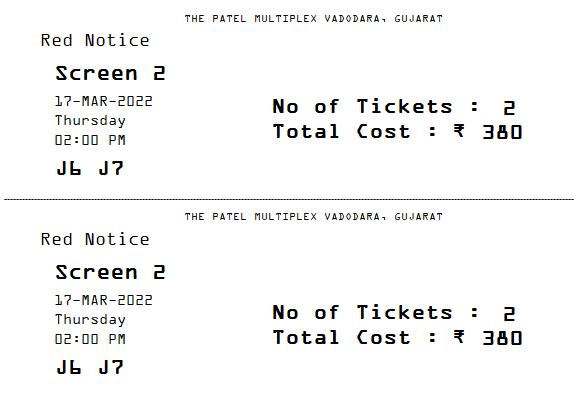 THE PATEL MULTIPLEX VADODARA, GUJARAT
Red Notice
Screen 2
17-MAR-2022
Thursday
02:00 PM
J6 J7
No of Tickets : 2
Total Cost : ₹ 380
THE PATEL MULTIPLEX VADODARA, GUJARAT
Red Notice
Screen 2
17-MAR-2022
Thursday
02:00 PM
J6 J7
No of Tickets : 2
Total Cost : ₹ 380